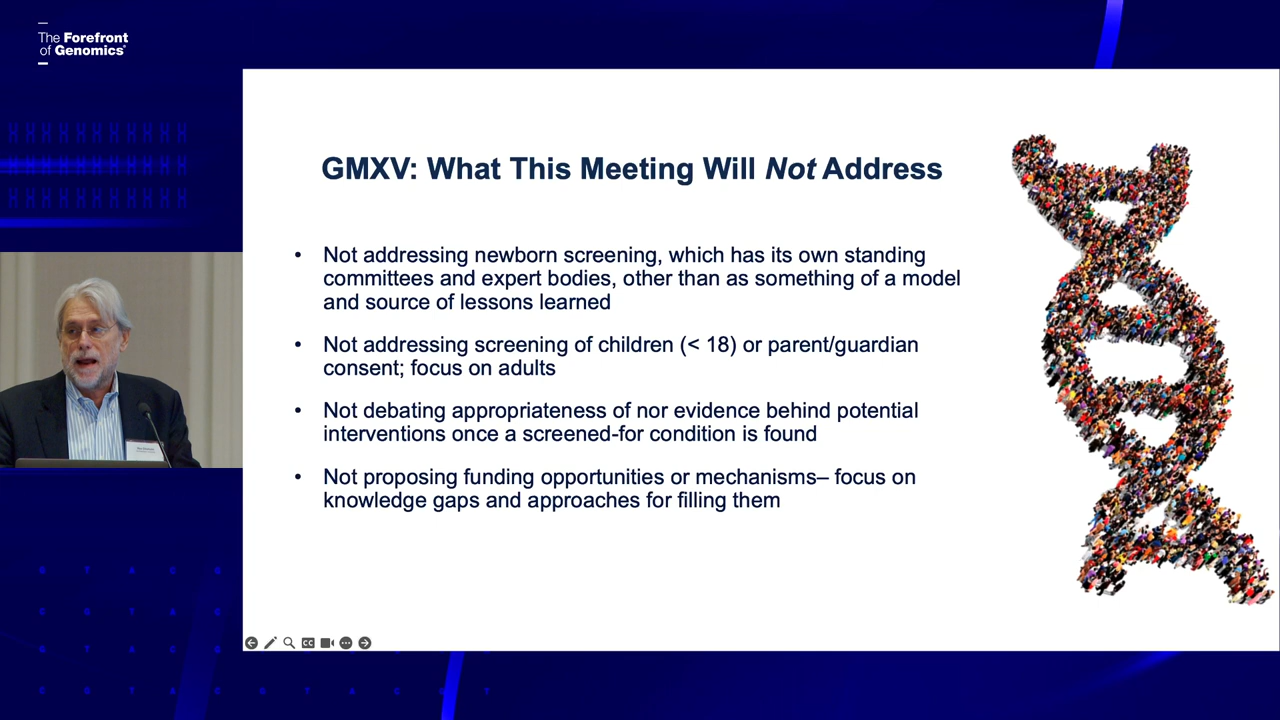 The Forefront
of Genomics
GMXV: What This Meeting Will Not Address
• Not addressing newborn screening, which has its own standing
committees and expert bodies, other than as something of a model
and source of lessons learned
• Not addressing screening of children (< 18) or parent/guardian
consent; focus on adults
• Not debating appropriateness of nor evidence behind potential
interventions once a screened-for condition is found
• Not proposing funding opportunities or mechanisms– focus on
knowledge gaps and approaches for filling them
CC